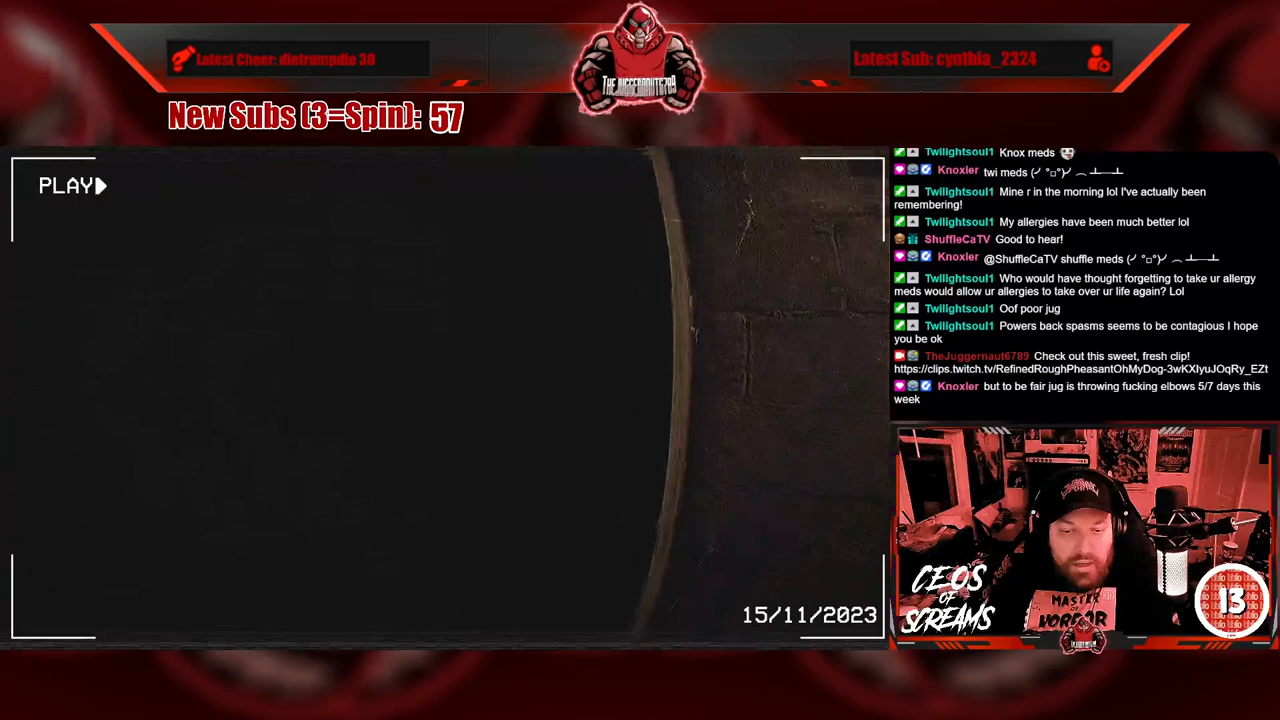 Latest Cheer: dietrumpdie 30
THEJUGGERNAUT6789
Latest Sub: cynthia_2324
New Subs (3=Spin): 57
PLAY
15/11/2023
Twilightsoul1 Knox meds
Knoxler twi meds (╯°□°)╯︵ ┻━┻
Twilightsoul1 Mine r in the morning lol I've actually been
remembering!
Twilightsoul1 My allergies have been much better lol
ShuffleCaTV Good to hear!
Knoxler @ShuffleCaTV shuffle meds (╯°□°)╯︵ ┻━┻
Twilightsoul1 Who would have thought forgetting to take ur allergy
meds would allow ur allergies to take over ur life again? Lol
Twilightsoul1 Oof poor jug
Twilightsoul1 Powers back spasms seems to be contagious I hope
you be ok
TheJuggernaut6789 Check out this sweet, fresh clip!
https://clips.twitch.tv/RefinedRoughPheasantOhMyDog-3wKXIyuJOqRy_EZt
Knoxler but to be fair jug is throwing fucking elbows 5/7 days this
week
CEOS
OF
SCREAMS
MASTER
OF
HORROR
13